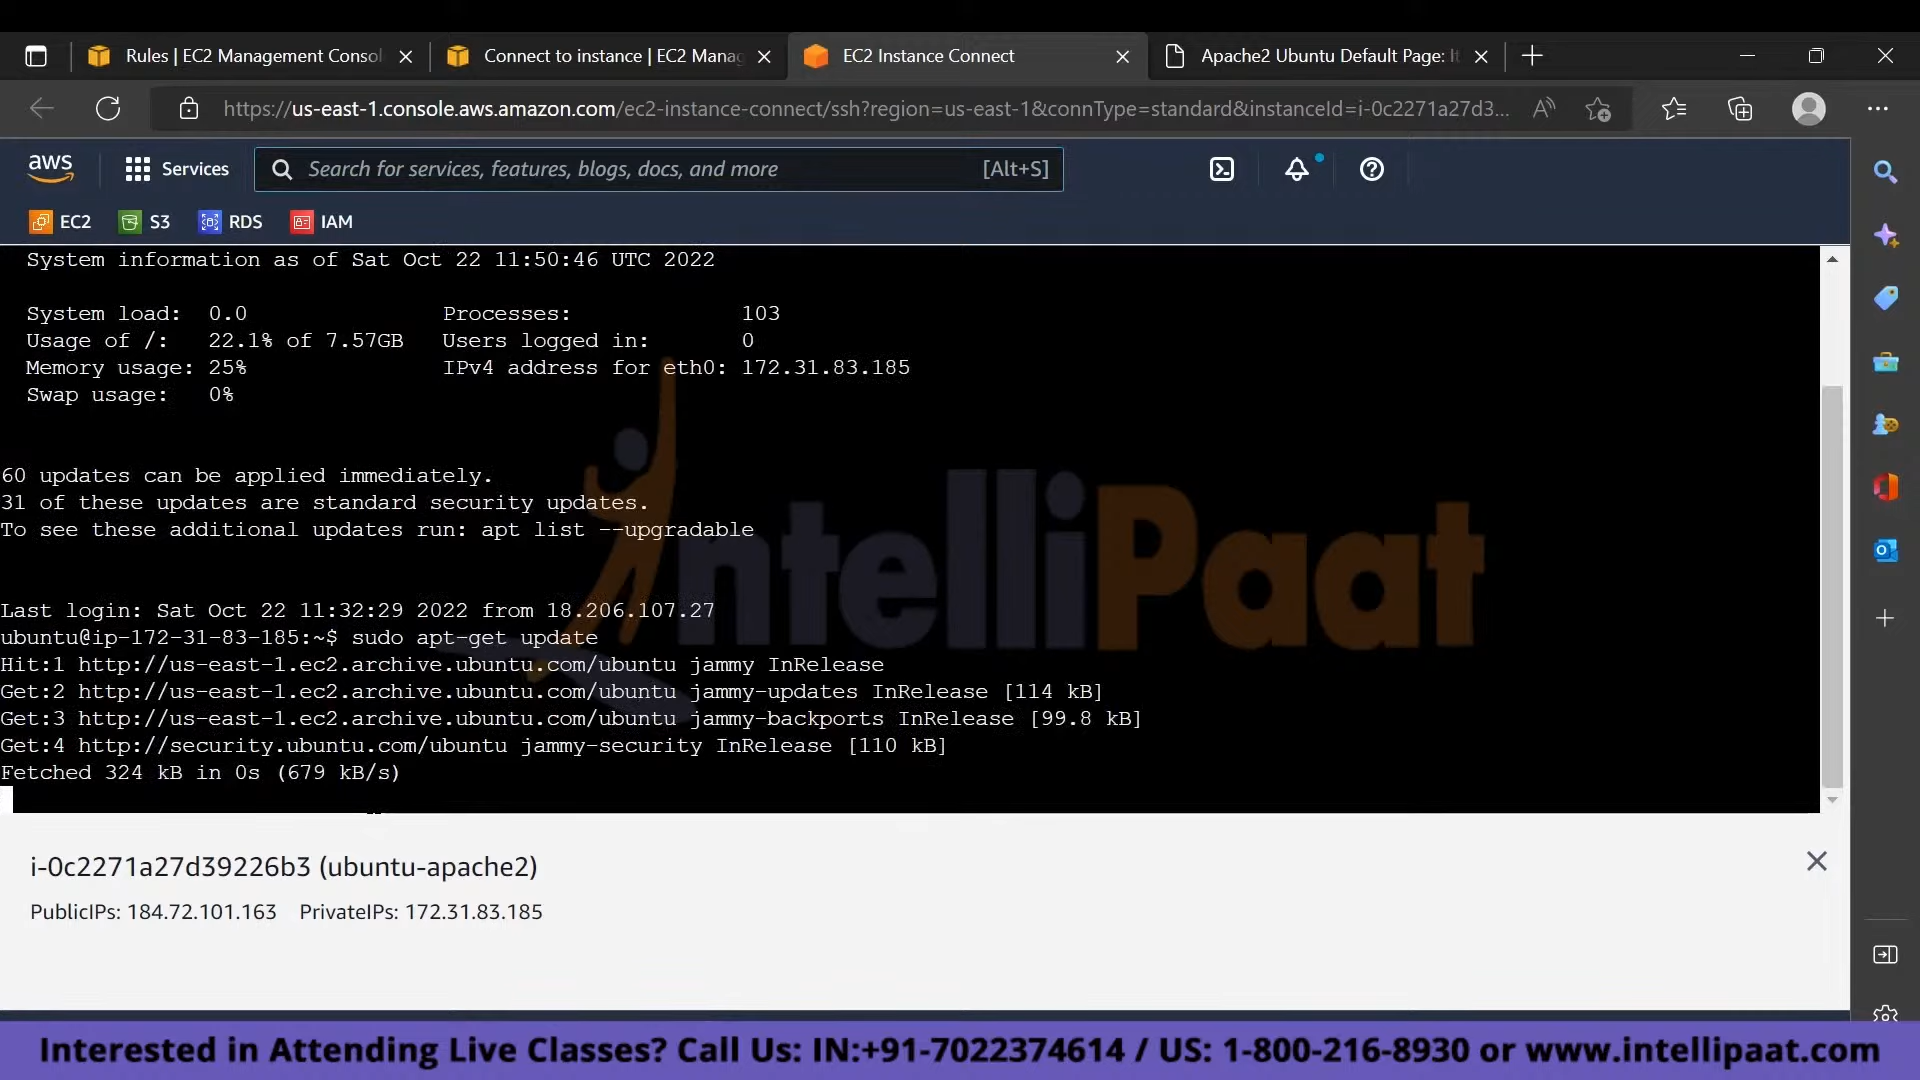 Rules | EC2 Management Consol
Connect to instance | EC2 Manag
EC2 Instance Connect
Apache2 Ubuntu Default Page: It
https://us-east-1.console.aws.amazon.com/ec2-instance-connect/ssh?region=us-east-1&connType=standard&instanceId=i-0c2271a27d3...
aws
Services
Search for services, features, blogs, docs, and more
[Alt+S]
EC2
S3
RDS
IAM
System information as of Sat Oct 22 11:50:46 UTC 2022
System load: 0.0 Processes: 103
Usage of /: 22.1% of 7.57GB Users logged in: 0
Memory usage: 25% IPv4 address for eth0: 172.31.83.185
Swap usage: 0%
60 updates can be applied immediately.
31 of these updates are standard security updates.
To see these additional updates run: apt list --upgradable
Last login: Sat Oct 22 11:32:29 2022 from 18.206.107.27
ubuntu@ip-172-31-83-185:~$ sudo apt-get update
Hit:1 http://us-east-1.ec2.archive.ubuntu.com/ubuntu jammy InRelease
Get:2 http://us-east-1.ec2.archive.ubuntu.com/ubuntu jammy-updates InRelease [114 kB]
Get:3 http://us-east-1.ec2.archive.ubuntu.com/ubuntu jammy-backports InRelease [99.8 kB]
Get:4 http://security.ubuntu.com/ubuntu jammy-security InRelease [110 kB]
Fetched 324 kB in 0s (679 kB/s)
intelliPaat
i-0c2271a27d39226b3 (ubuntu-apache2)
PublicIPs: 184.72.101.163 PrivateIPs: 172.31.83.185
Interested in Attending Live Classes? Call Us: IN:+91-7022374614 / US: 1-800-216-8930 or www.intellipaat.com